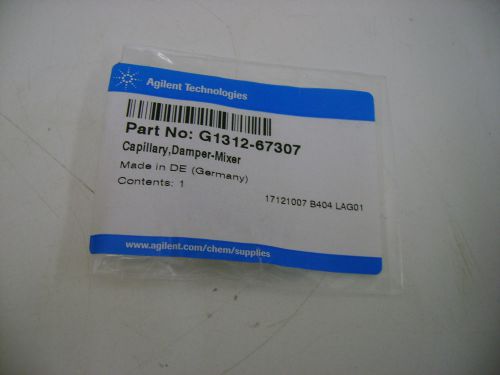 Agilent Technologies
Part No: G1312-67307
Capillary,Damper-Mixer
Made in DE (Germany)
Contents: 1
17121007 B404 LAG01
www.agilent.com/chem/supplies